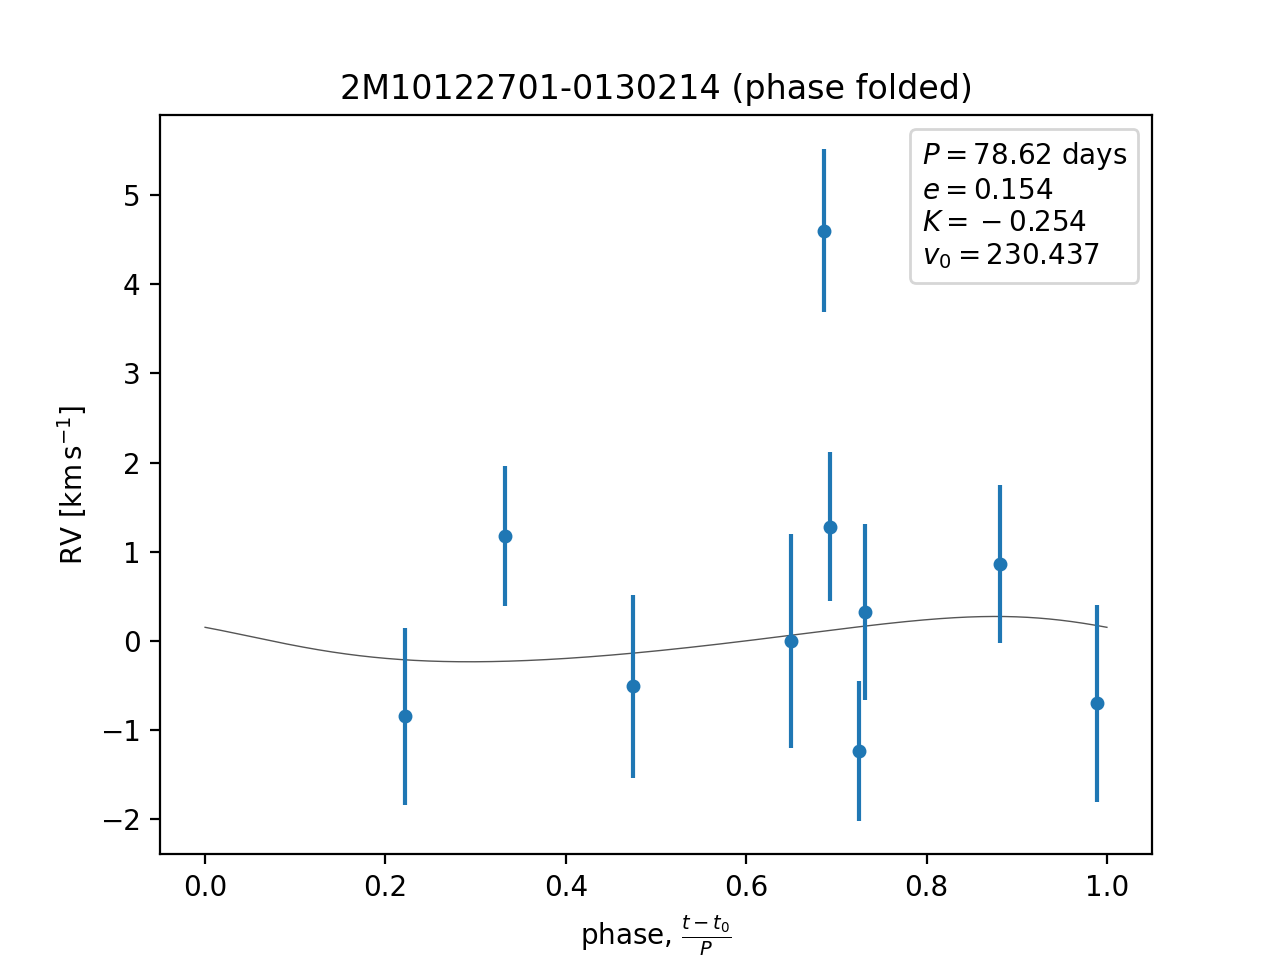 2M10122701-0130214 (phase folded)
P = 78.62 days
e = 0.154
K = −0.254
v₀ = 230.437
5
4
3
2
1
0
−1
−2
RV [km s⁻¹]
0.0 0.2 0.4 0.6 0.8 1.0
phase, (t − t₀)/P